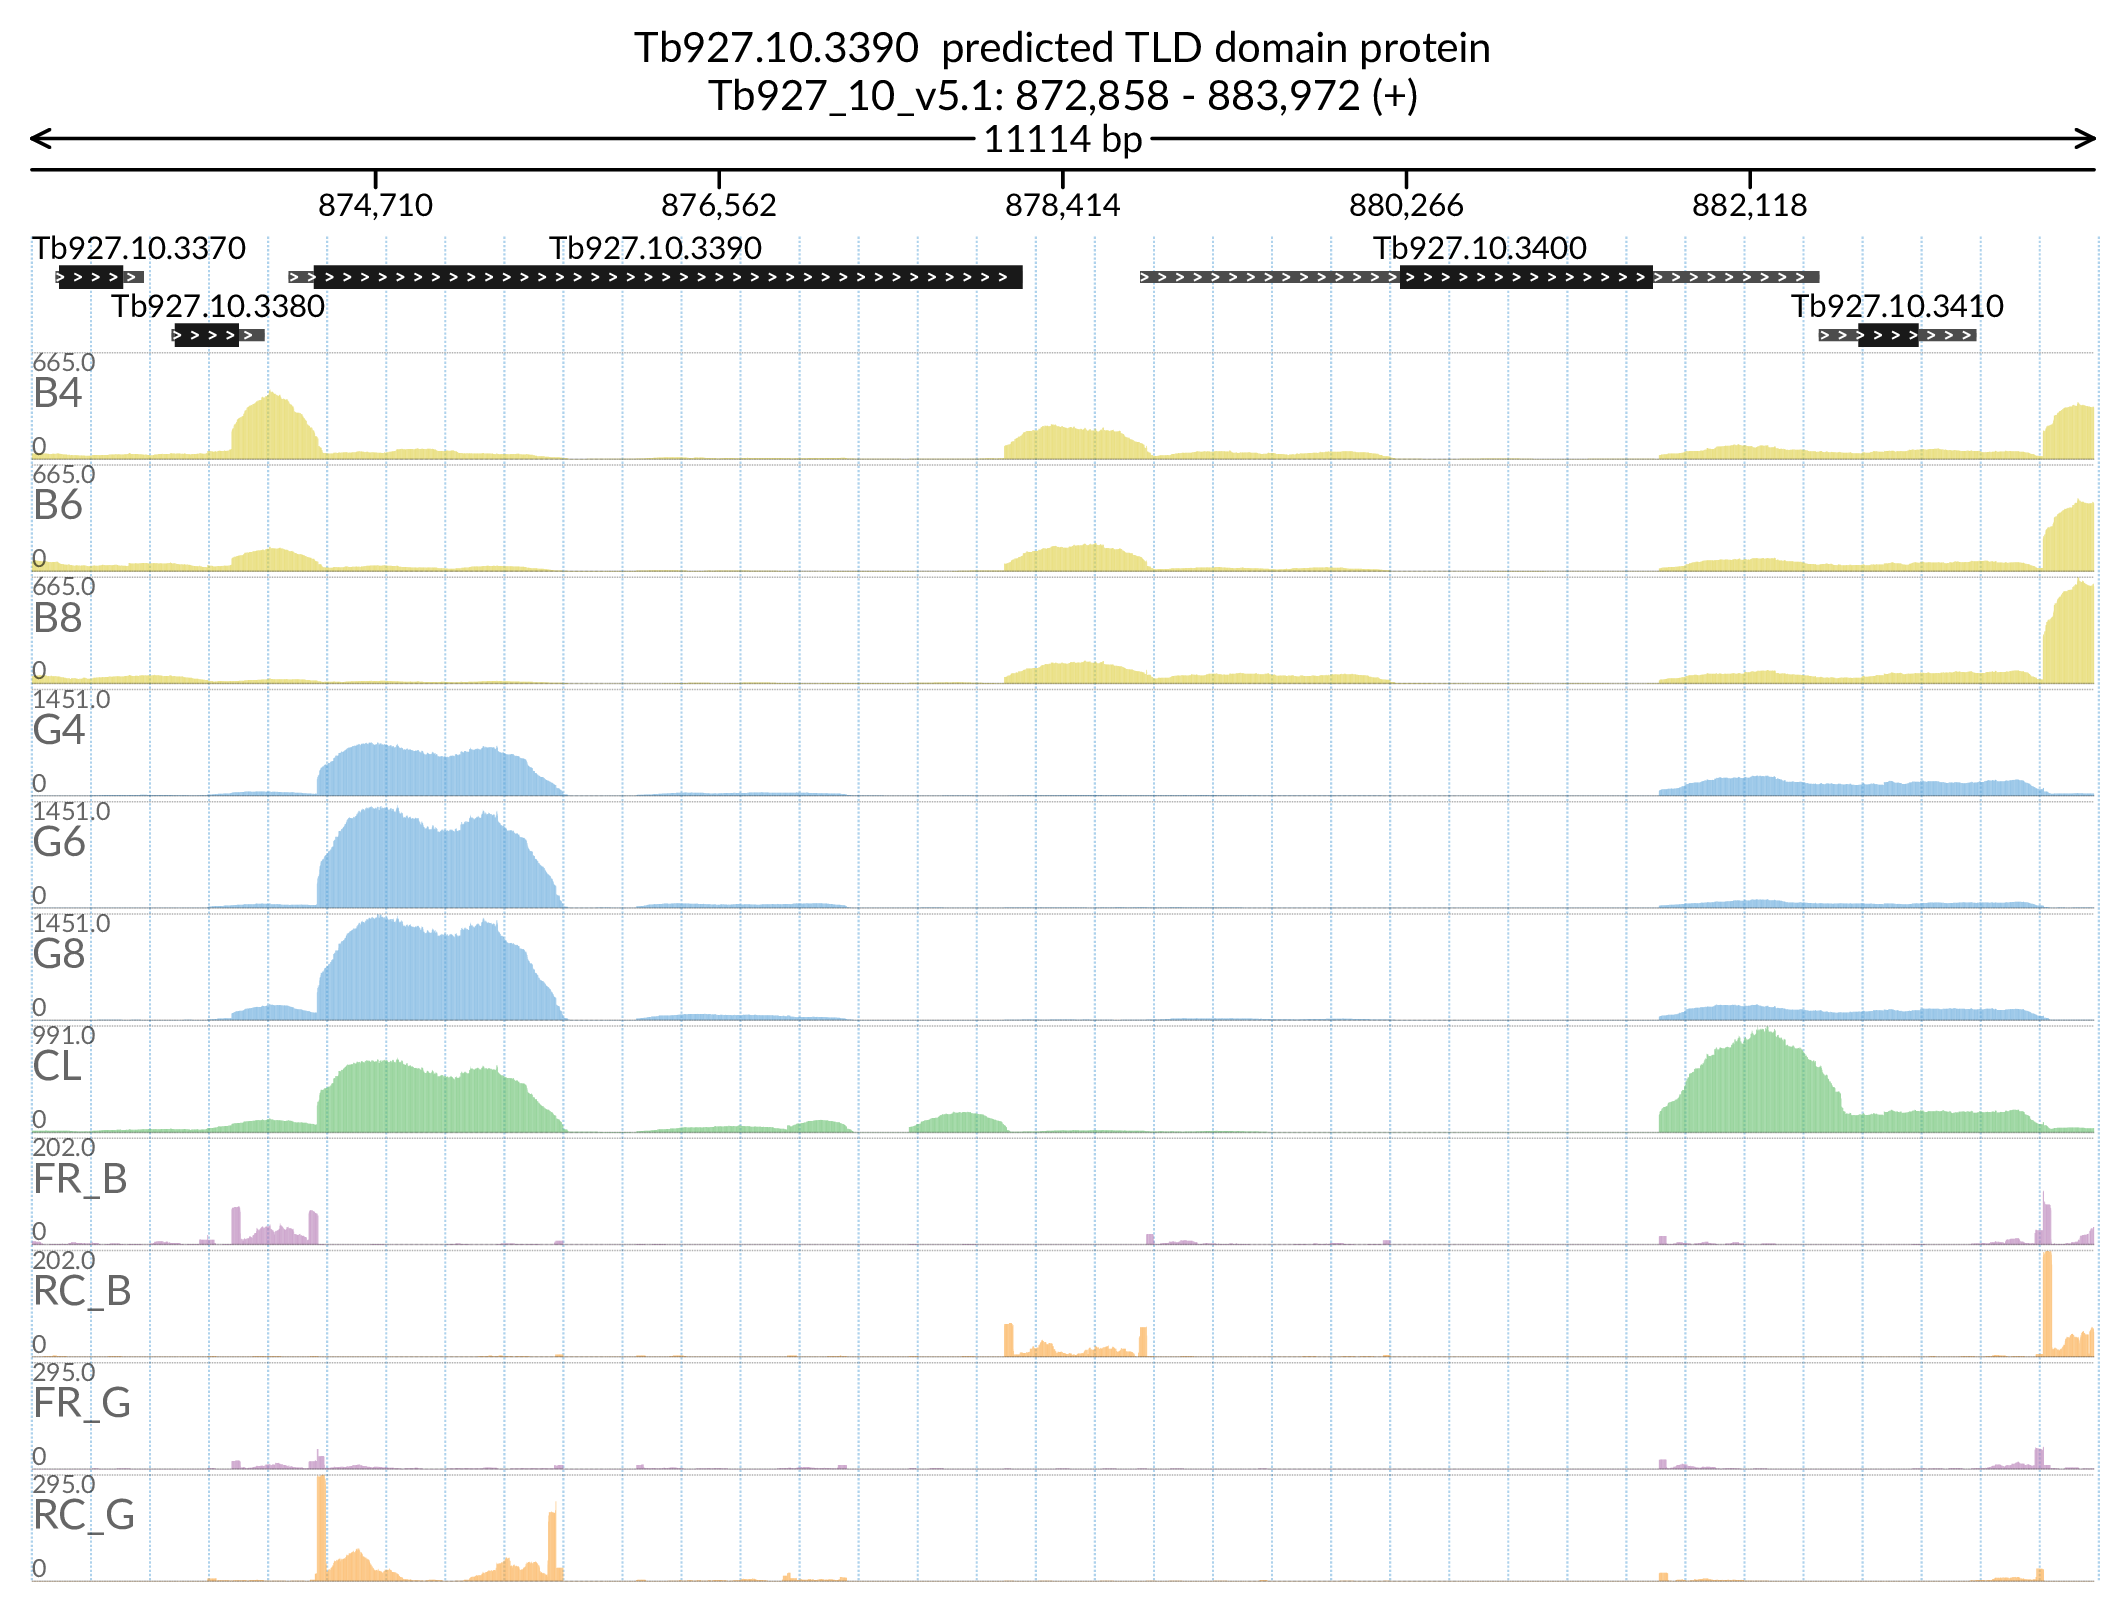 Tb927.10.3390  predicted TLD domain protein
Tb927_10_v5.1: 872,858 - 883,972 (+)
11114 bp
874,710 876,562 878,414 880,266 882,118
Tb927.10.3370 Tb927.10.3390 Tb927.10.3400
Tb927.10.3380 Tb927.10.3410
665.0
B4
0
665.0
B6
0
665.0
B8
0
1451.0
G4
0
1451.0
G6
0
1451.0
G8
0
991.0
CL
0
202.0
FR_B
0
202.0
RC_B
0
295.0
FR_G
0
295.0
RC_G
0